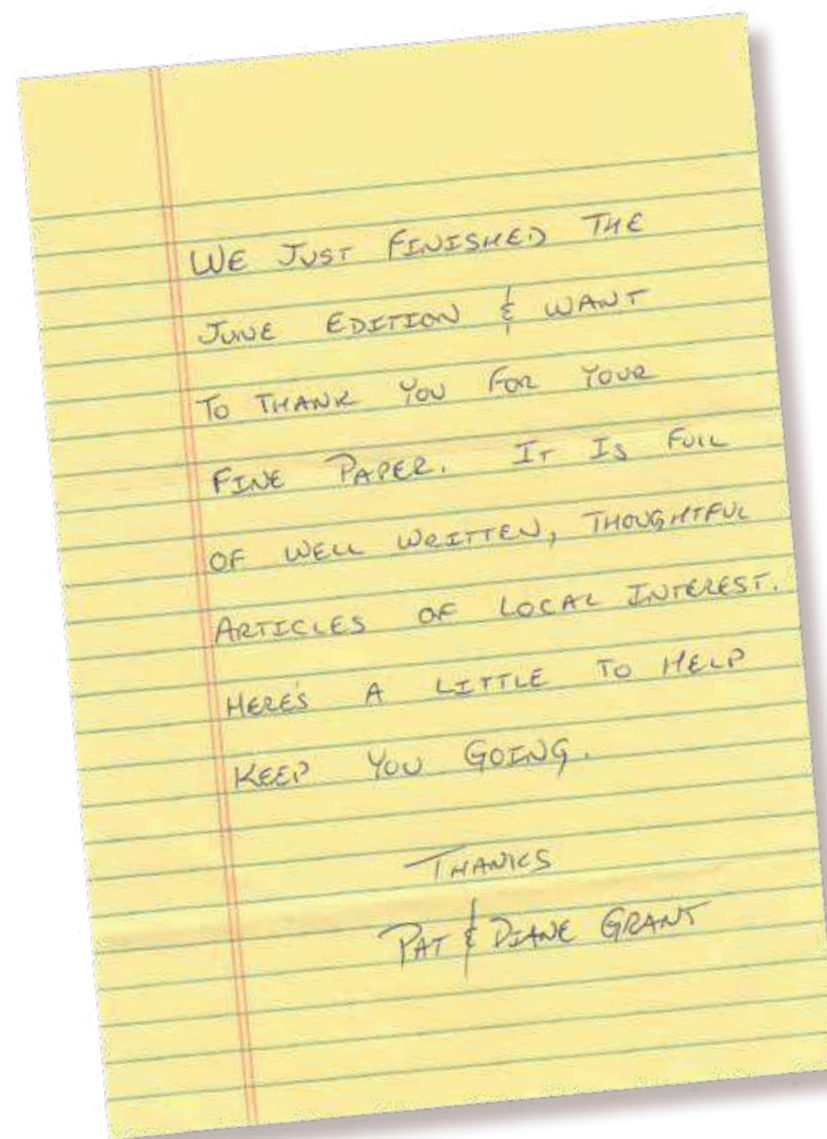 WE JUST FINISHED THE
JUNE EDITION & WANT
TO THANK YOU FOR YOUR
FINE PAPER. IT IS FULL
OF WELL WRITTEN, THOUGHTFUL
ARTICLES OF LOCAL INTEREST.
HERE'S A LITTLE TO HELP
KEEP YOU GOING.
THANKS
PAT & DIANE GRANT